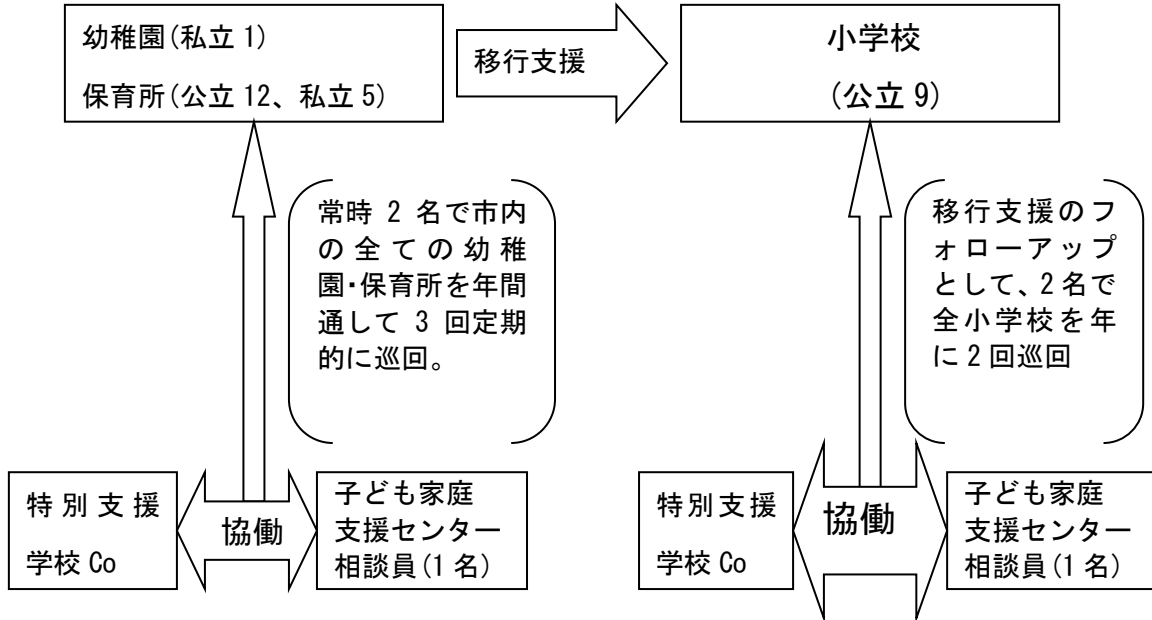 幼稚園(私立1)
保育所(公立12、私立5)
移行支援
小学校
(公立9)
常時2名で市内
の全ての幼稚
園・保育所を年間
通して3回定期
的に巡回。
移行支援のフ
ォローアップ
として、2名で
全小学校を年
に2回巡回
特別支援
学校Co
協働
子ども家庭
支援センター
相談員(1名)
特別支援
学校Co
協働
子ども家庭
支援センター
相談員(1名)